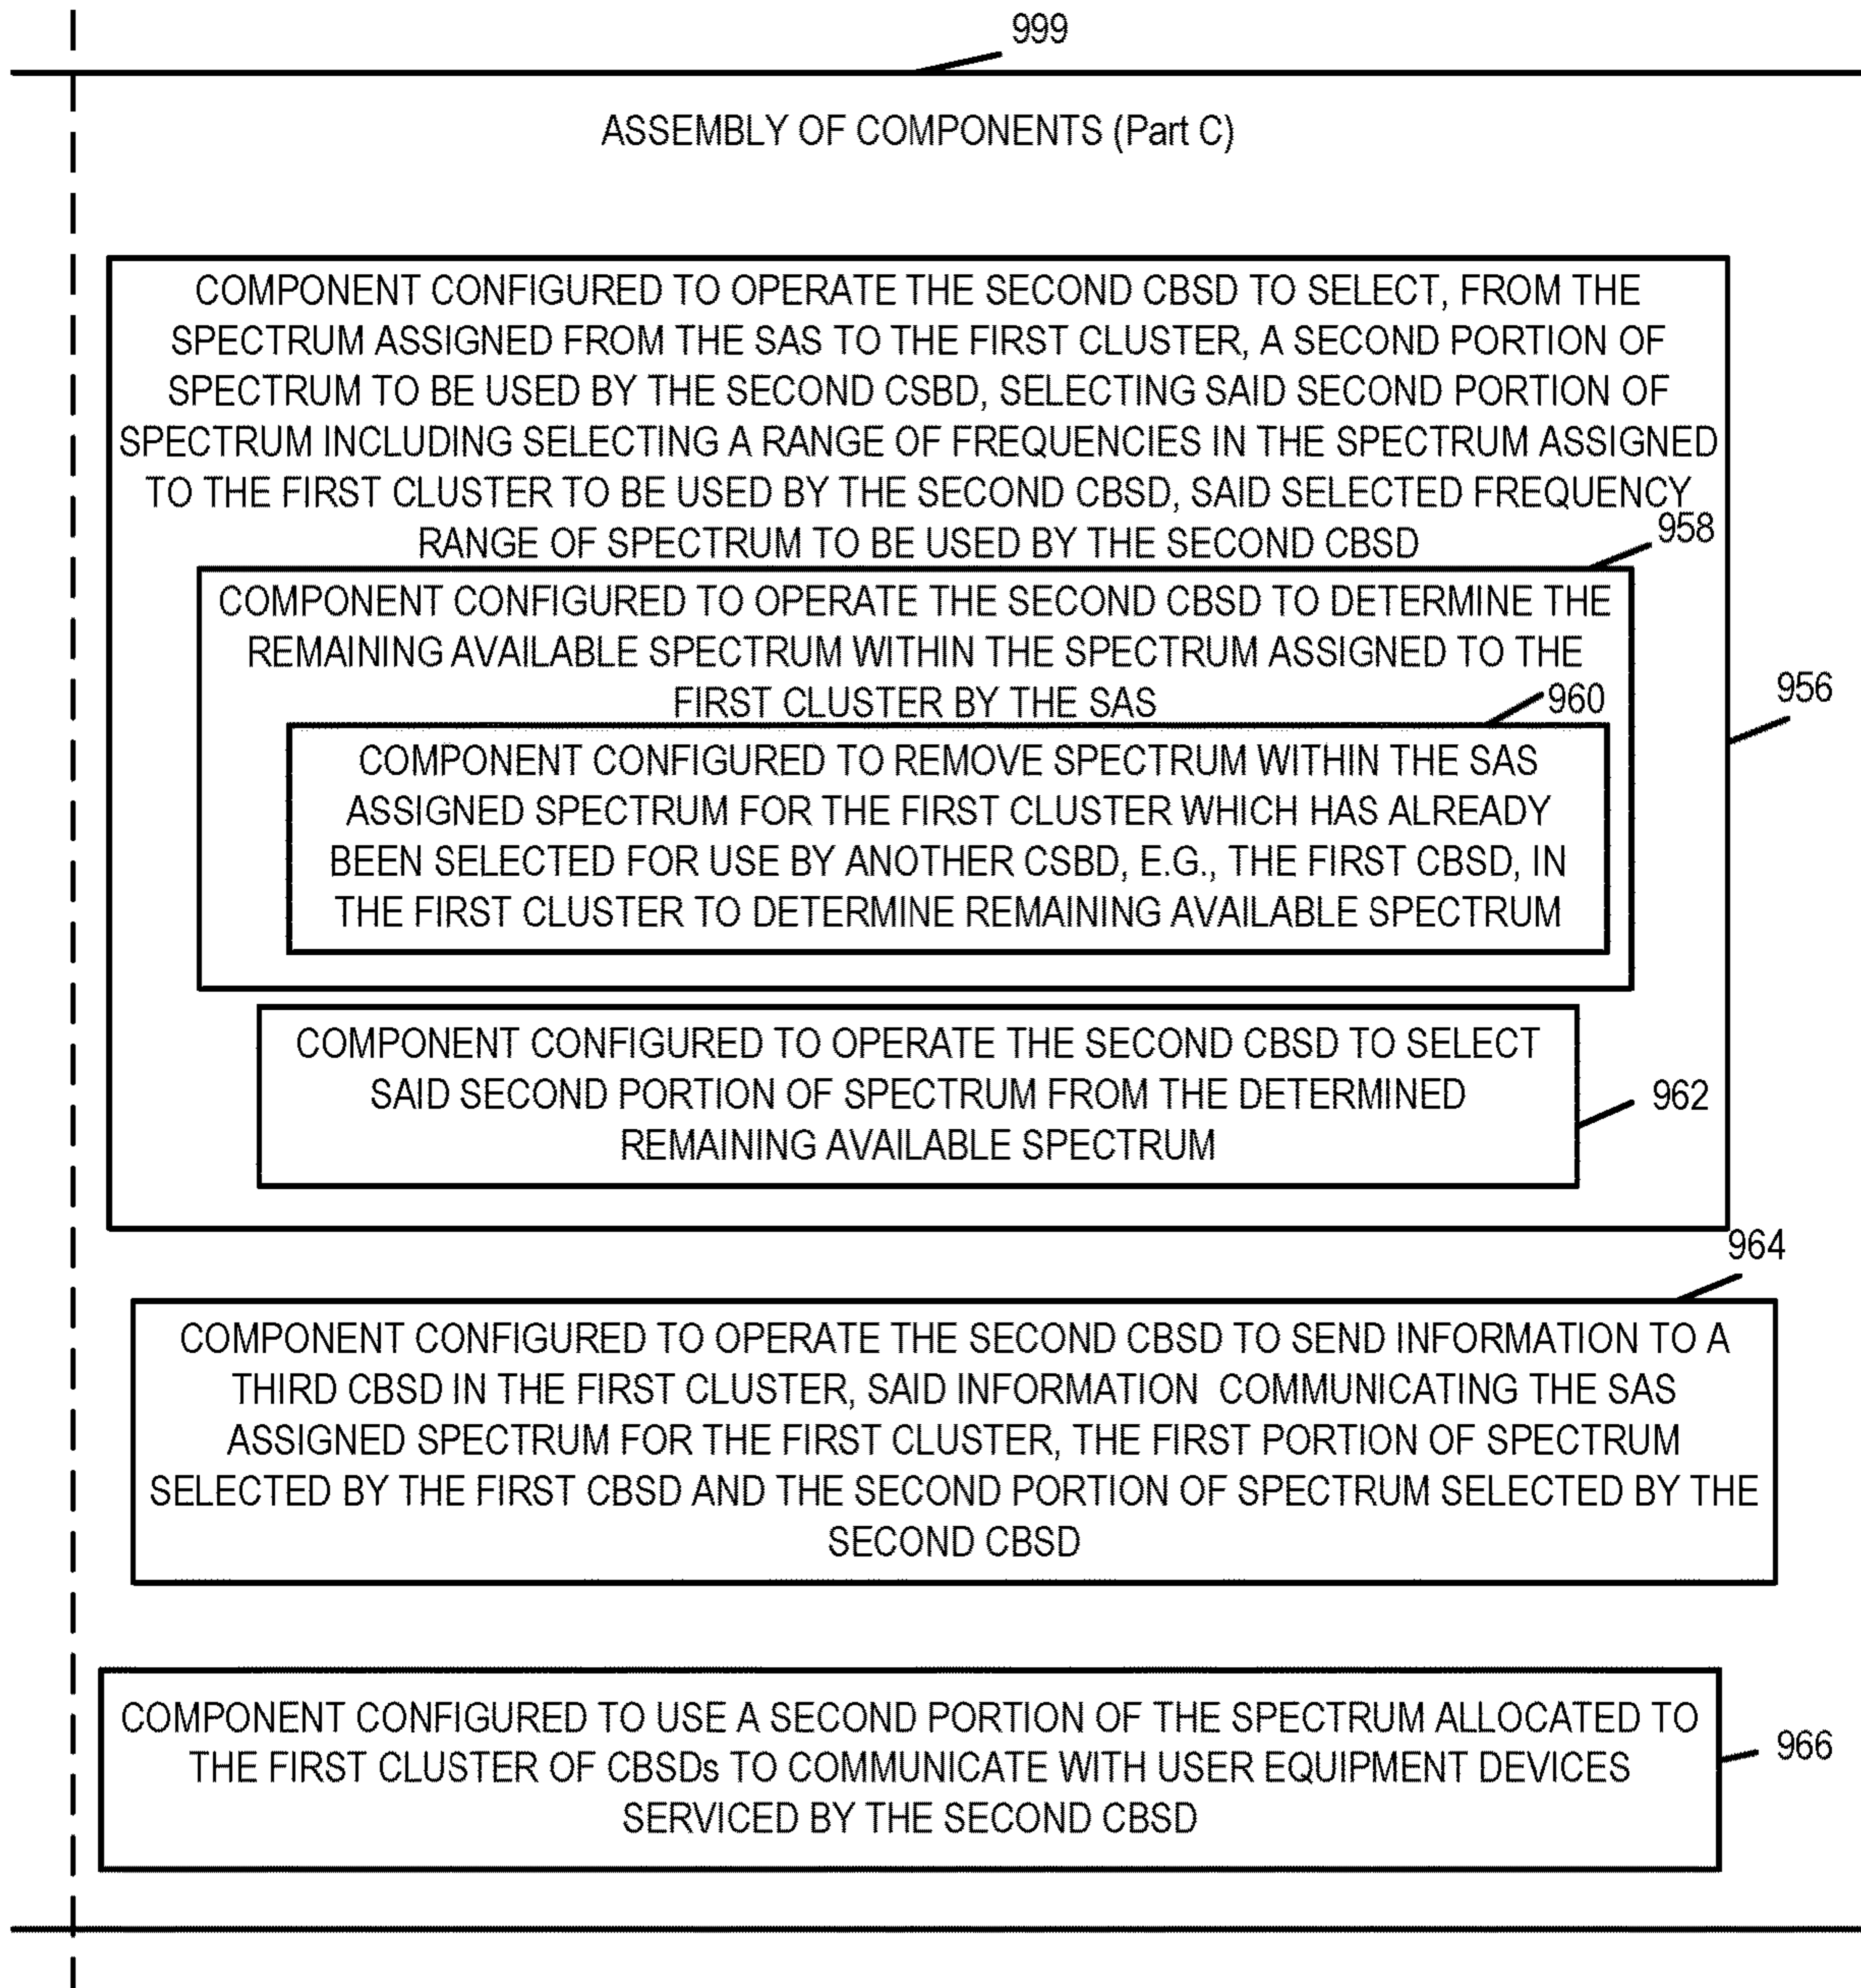 999
ASSEMBLY OF COMPONENTS (Part C)
COMPONENT CONFIGURED TO OPERATE THE SECOND CBSD TO SELECT, FROM THE
SPECTRUM ASSIGNED FROM THE SAS TO THE FIRST CLUSTER, A SECOND PORTION OF
SPECTRUM TO BE USED BY THE SECOND CSBD, SELECTING SAID SECOND PORTION OF
SPECTRUM INCLUDING SELECTING A RANGE OF FREQUENCIES IN THE SPECTRUM ASSIGNED
TO THE FIRST CLUSTER TO BE USED BY THE SECOND CBSD, SAID SELECTED FREQUENCY
RANGE OF SPECTRUM TO BE USED BY THE SECOND CBSD
958
COMPONENT CONFIGURED TO OPERATE THE SECOND CBSD TO DETERMINE THE
REMAINING AVAILABLE SPECTRUM WITHIN THE SPECTRUM ASSIGNED TO THE
FIRST CLUSTER BY THE SAS
960
956
COMPONENT CONFIGURED TO REMOVE SPECTRUM WITHIN THE SAS
ASSIGNED SPECTRUM FOR THE FIRST CLUSTER WHICH HAS ALREADY
BEEN SELECTED FOR USE BY ANOTHER CSBD, E.G., THE FIRST CBSD, IN
THE FIRST CLUSTER TO DETERMINE REMAINING AVAILABLE SPECTRUM
COMPONENT CONFIGURED TO OPERATE THE SECOND CBSD TO SELECT
SAID SECOND PORTION OF SPECTRUM FROM THE DETERMINED
REMAINING AVAILABLE SPECTRUM
962
964
COMPONENT CONFIGURED TO OPERATE THE SECOND CBSD TO SEND INFORMATION TO A
THIRD CBSD IN THE FIRST CLUSTER, SAID INFORMATION COMMUNICATING THE SAS
ASSIGNED SPECTRUM FOR THE FIRST CLUSTER, THE FIRST PORTION OF SPECTRUM
SELECTED BY THE FIRST CBSD AND THE SECOND PORTION OF SPECTRUM SELECTED BY THE
SECOND CBSD
COMPONENT CONFIGURED TO USE A SECOND PORTION OF THE SPECTRUM ALLOCATED TO
THE FIRST CLUSTER OF CBSDs TO COMMUNICATE WITH USER EQUIPMENT DEVICES
SERVICED BY THE SECOND CBSD
966